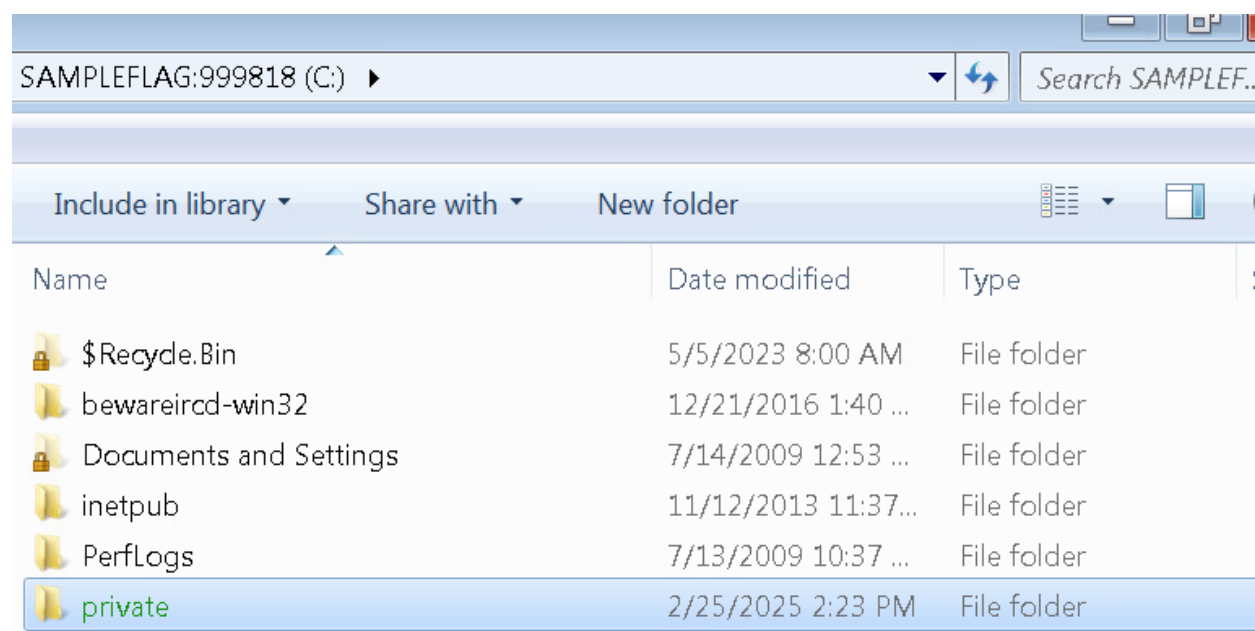 SAMPLEFLAG:999818 (C:)
Search SAMPLEF...
Include in library Share with New folder
Name Date modified Type
$Recycle.Bin 5/5/2023 8:00 AM File folder
bewareircd-win32 12/21/2016 1:40 ... File folder
Documents and Settings 7/14/2009 12:53 ... File folder
inetpub 11/12/2013 11:37... File folder
PerfLogs 7/13/2009 10:37 ... File folder
private 2/25/2025 2:23 PM File folder